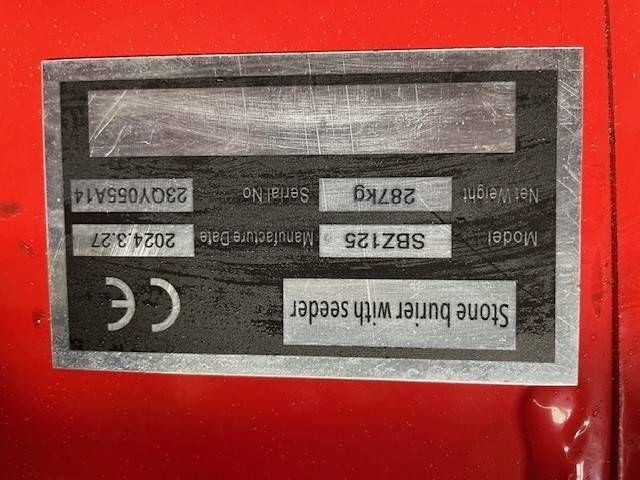 Stone burier with seeder
CE
Model SBZ125 Manufacture Date 2024.3.27
Net Weight 287kg Serial No 23QY055A14